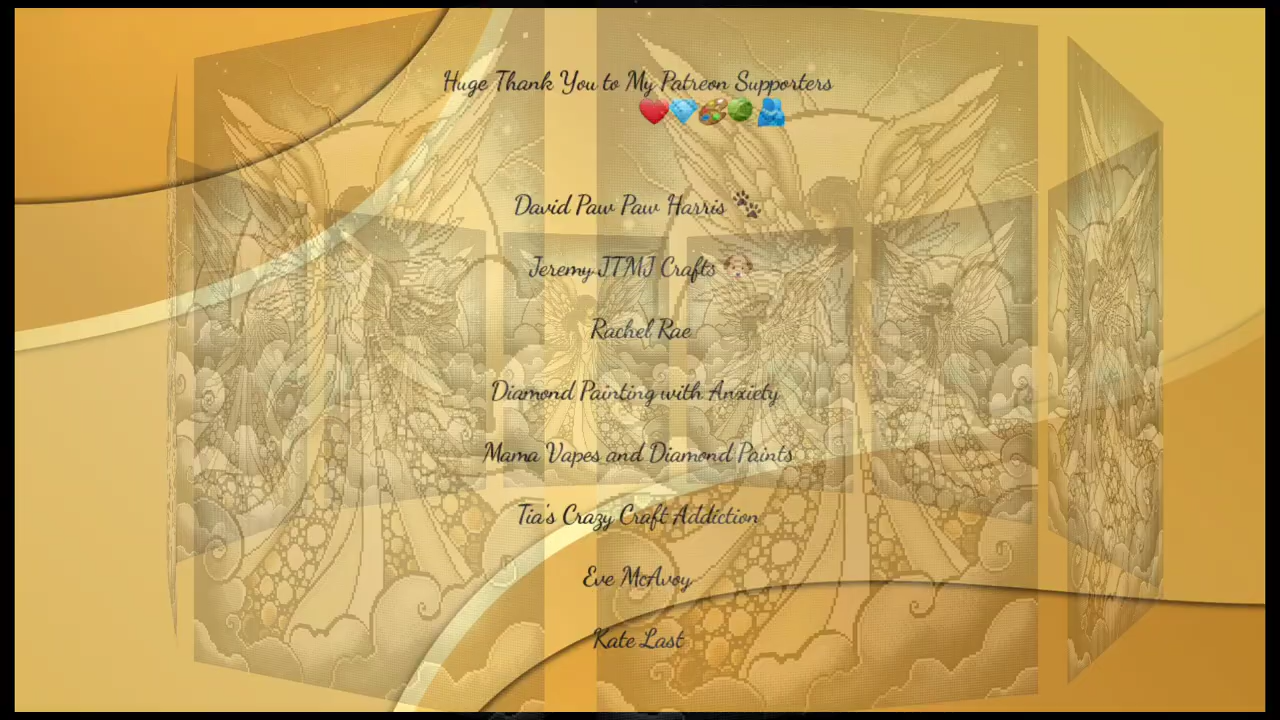 Huge Thank You to My Patreon Supporters
❤️💎🎨🧶🫂
David Paw Paw Harris 🐾
Jeremy JTMJ Crafts 🐶
Rachel Rae
Diamond Painting with Anxiety
Mama Vapes and Diamond Paints
Tia's Crazy Craft Addiction
Eve McAvoy
Kate Last